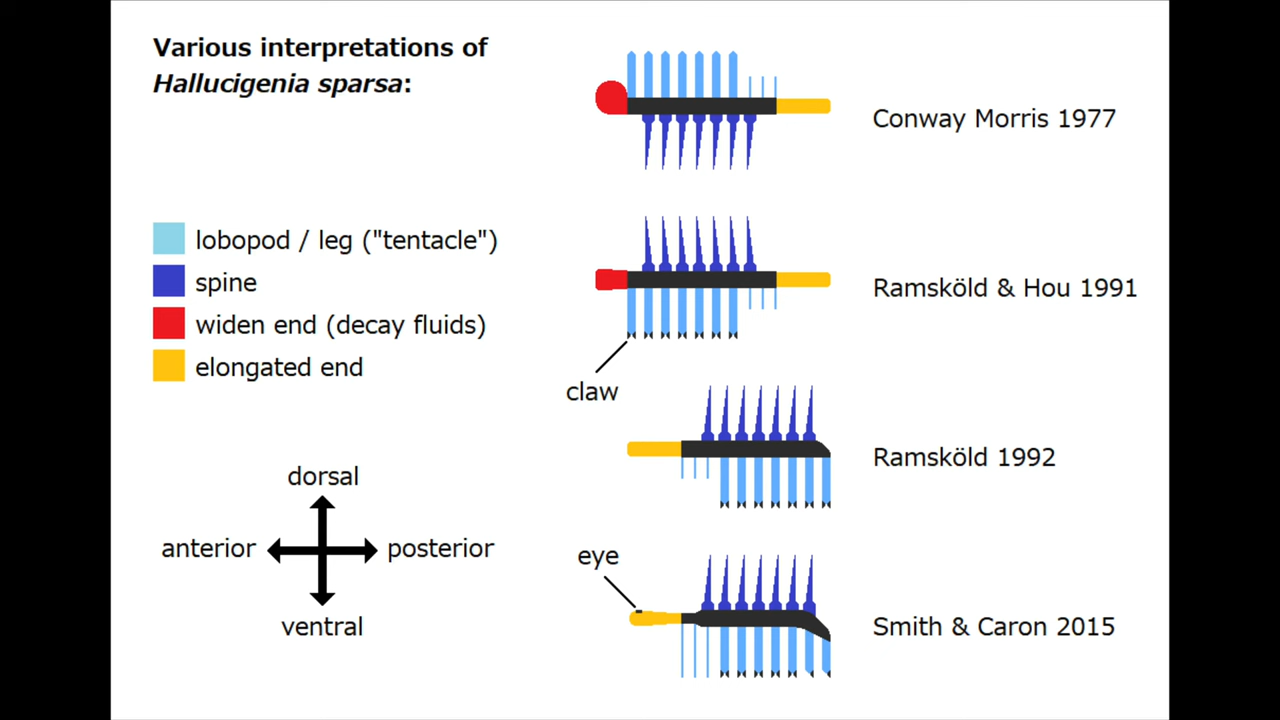 Various interpretations of
Hallucigenia sparsa:
Conway Morris 1977
lobopod / leg ("tentacle")
spine
widen end (decay fluids)
elongated end
Ramsköld & Hou 1991
claw
Ramsköld 1992
dorsal
anterior
posterior
ventral
eye
Smith & Caron 2015